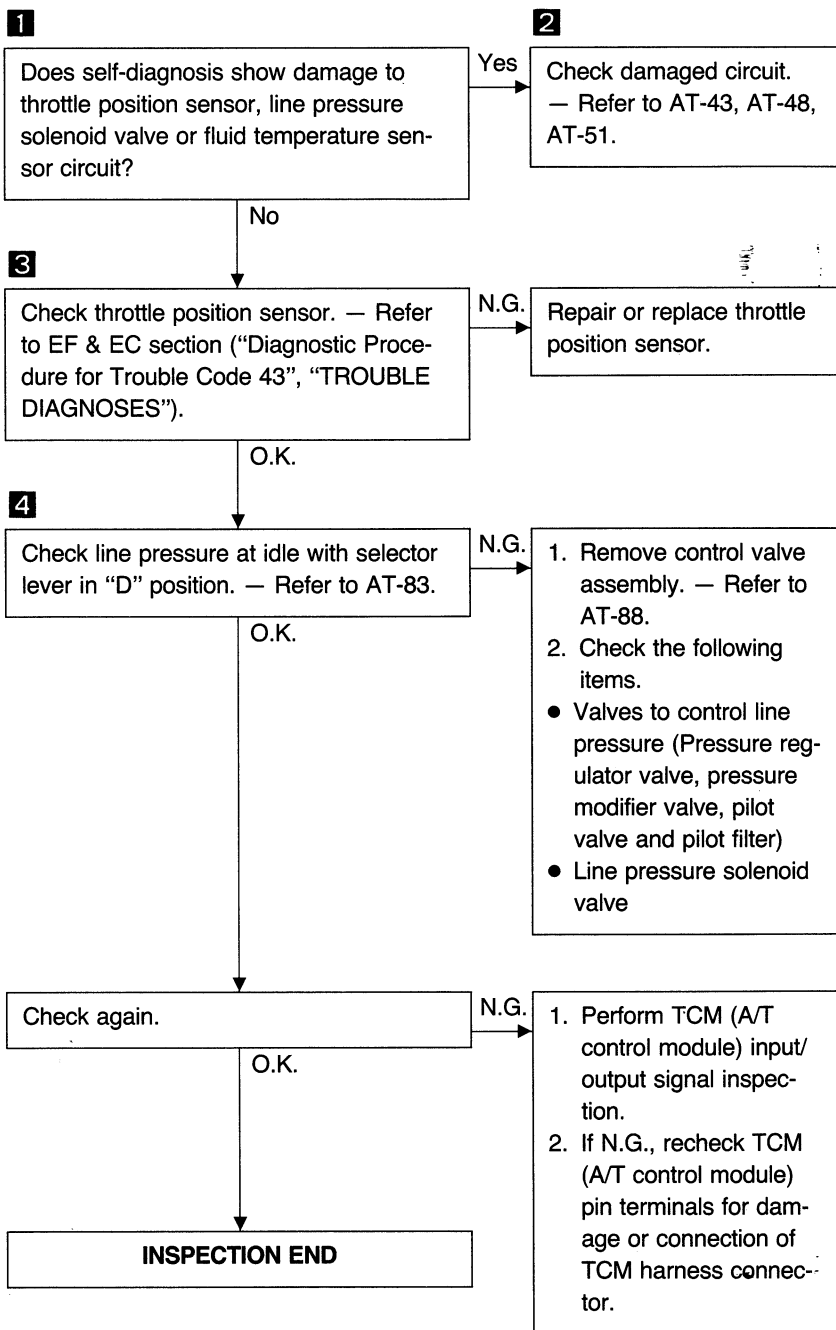 1
Does self-diagnosis show damage to
throttle position sensor, line pressure
solenoid valve or fluid temperature sen-
sor circuit?
Yes
2
Check damaged circuit.
— Refer to AT-43, AT-48,
AT-51.
No
3
Check throttle position sensor. — Refer
to EF & EC section (“Diagnostic Proce-
dure for Trouble Code 43”, “TROUBLE
DIAGNOSES”).
N.G.
Repair or replace throttle
position sensor.
O.K.
4
Check line pressure at idle with selector
lever in “D” position. — Refer to AT-83.
N.G.
1. Remove control valve
assembly. — Refer to
AT-88.
2. Check the following
items.
● Valves to control line
pressure (Pressure reg-
ulator valve, pressure
modifier valve, pilot
valve and pilot filter)
● Line pressure solenoid
valve
O.K.
Check again.
N.G.
1. Perform TCM (A/T
control module) input/
output signal inspec-
tion.
2. If N.G., recheck TCM
(A/T control module)
pin terminals for dam-
age or connection of
TCM harness connec-
tor.
O.K.
INSPECTION END